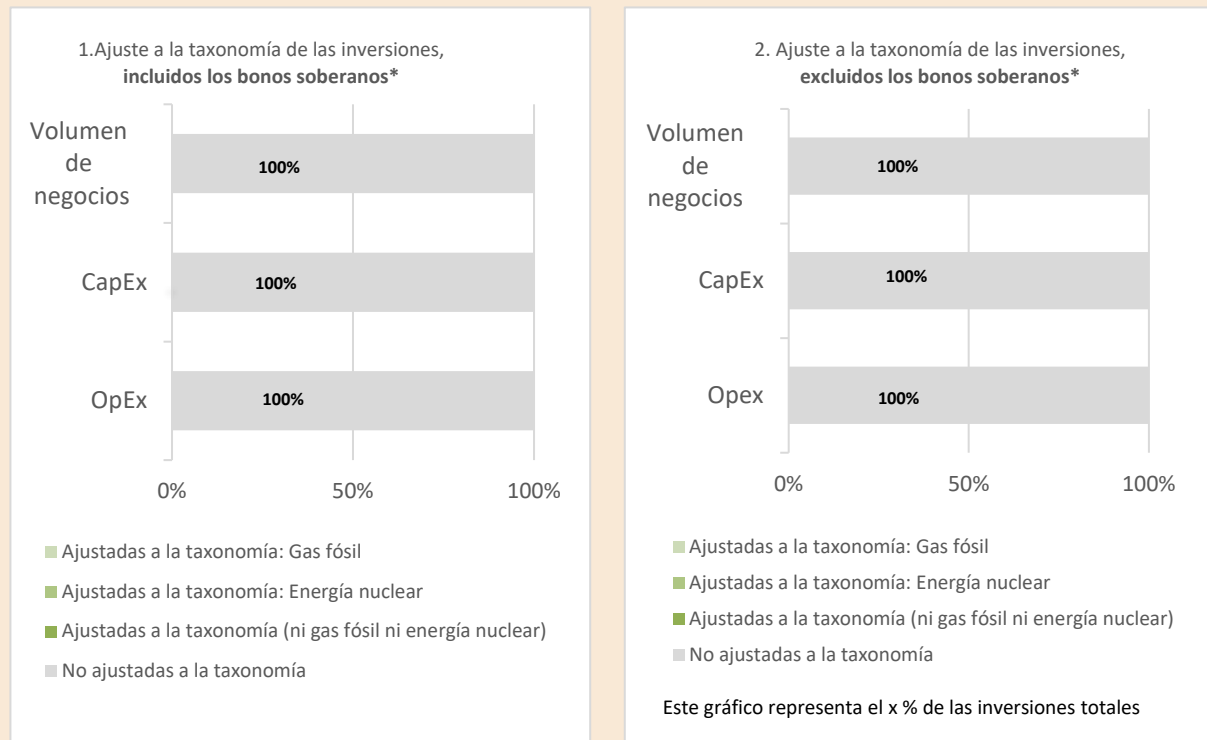 1.Ajuste a la taxonomía de las inversiones,
incluidos los bonos soberanos*
Volumen
de
negocios
100%
CapEx
100%
OpEx
100%
0%
50%
100%
Ajustadas a la taxonomía: Gas fósil
Ajustadas a la taxonomía: Energía nuclear
Ajustadas a la taxonomía (ni gas fósil ni energía nuclear)
No ajustadas a la taxonomía
2. Ajuste a la taxonomía de las inversiones,
excluidos los bonos soberanos*
Volumen
de
negocios
100%
CapEx
100%
Opex
100%
0%
50%
100%
Ajustadas a la taxonomía: Gas fósil
Ajustadas a la taxonomía: Energía nuclear
Ajustadas a la taxonomía (ni gas fósil ni energía nuclear)
No ajustadas a la taxonomía
Este gráfico representa el x % de las inversiones totales